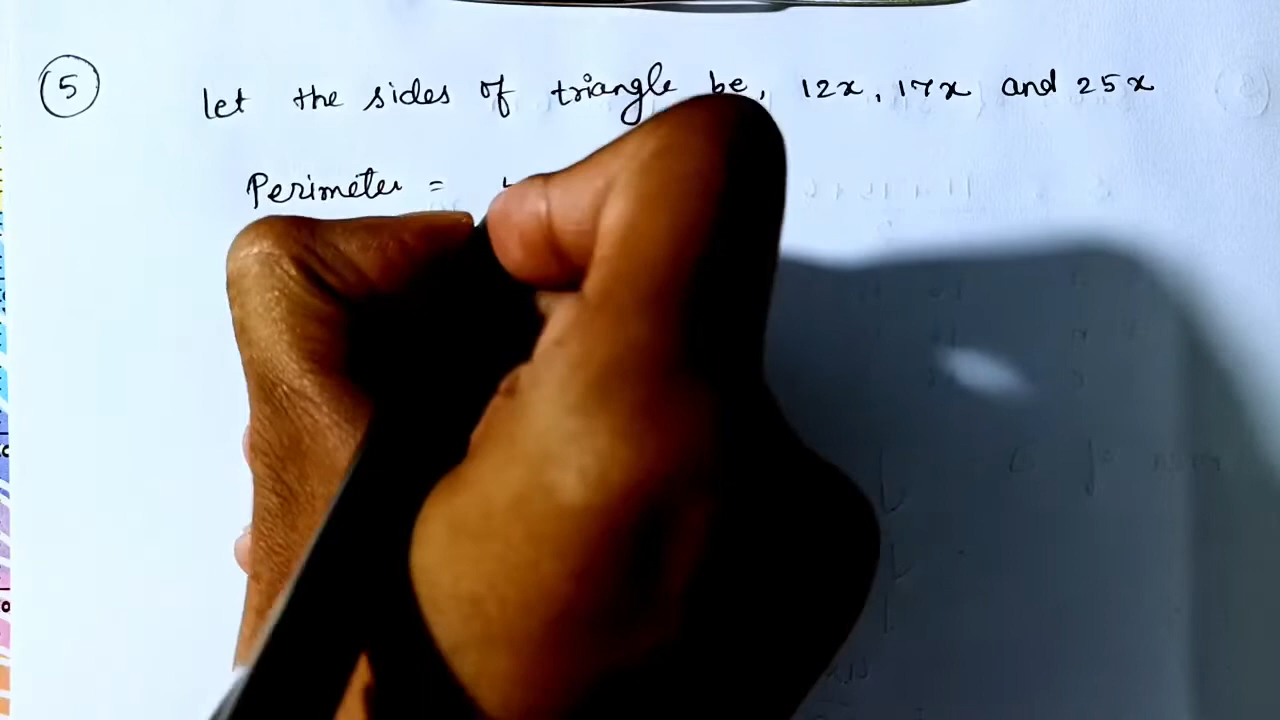 5 let the sides of triangle be, 12x, 17x and 25x
Perimeter =